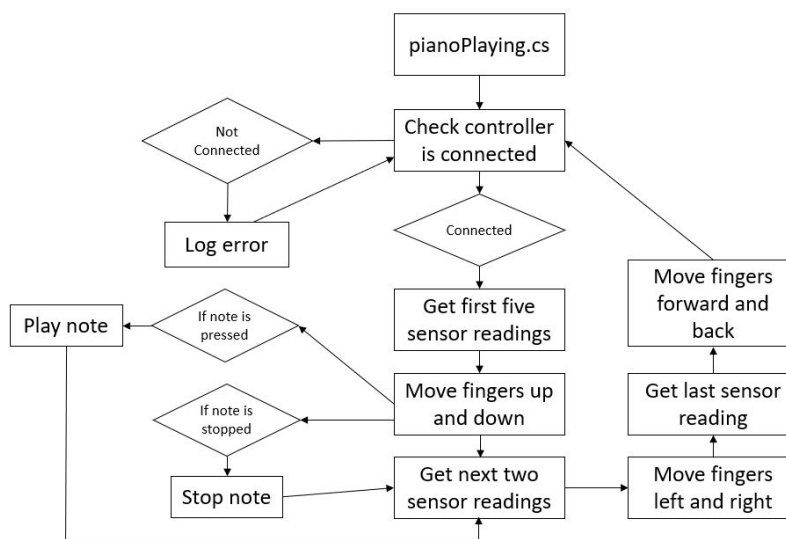 pianoPlaying.cs
Not
Connected
Check controller
is connected
Log error
Connected
Move fingers
forward and
back
Play note
If note is
pressed
Get first five
sensor readings
If note is
stopped
Move fingers up
and down
Get last sensor
reading
Stop note
Get next two
sensor readings
Move fingers
left and right